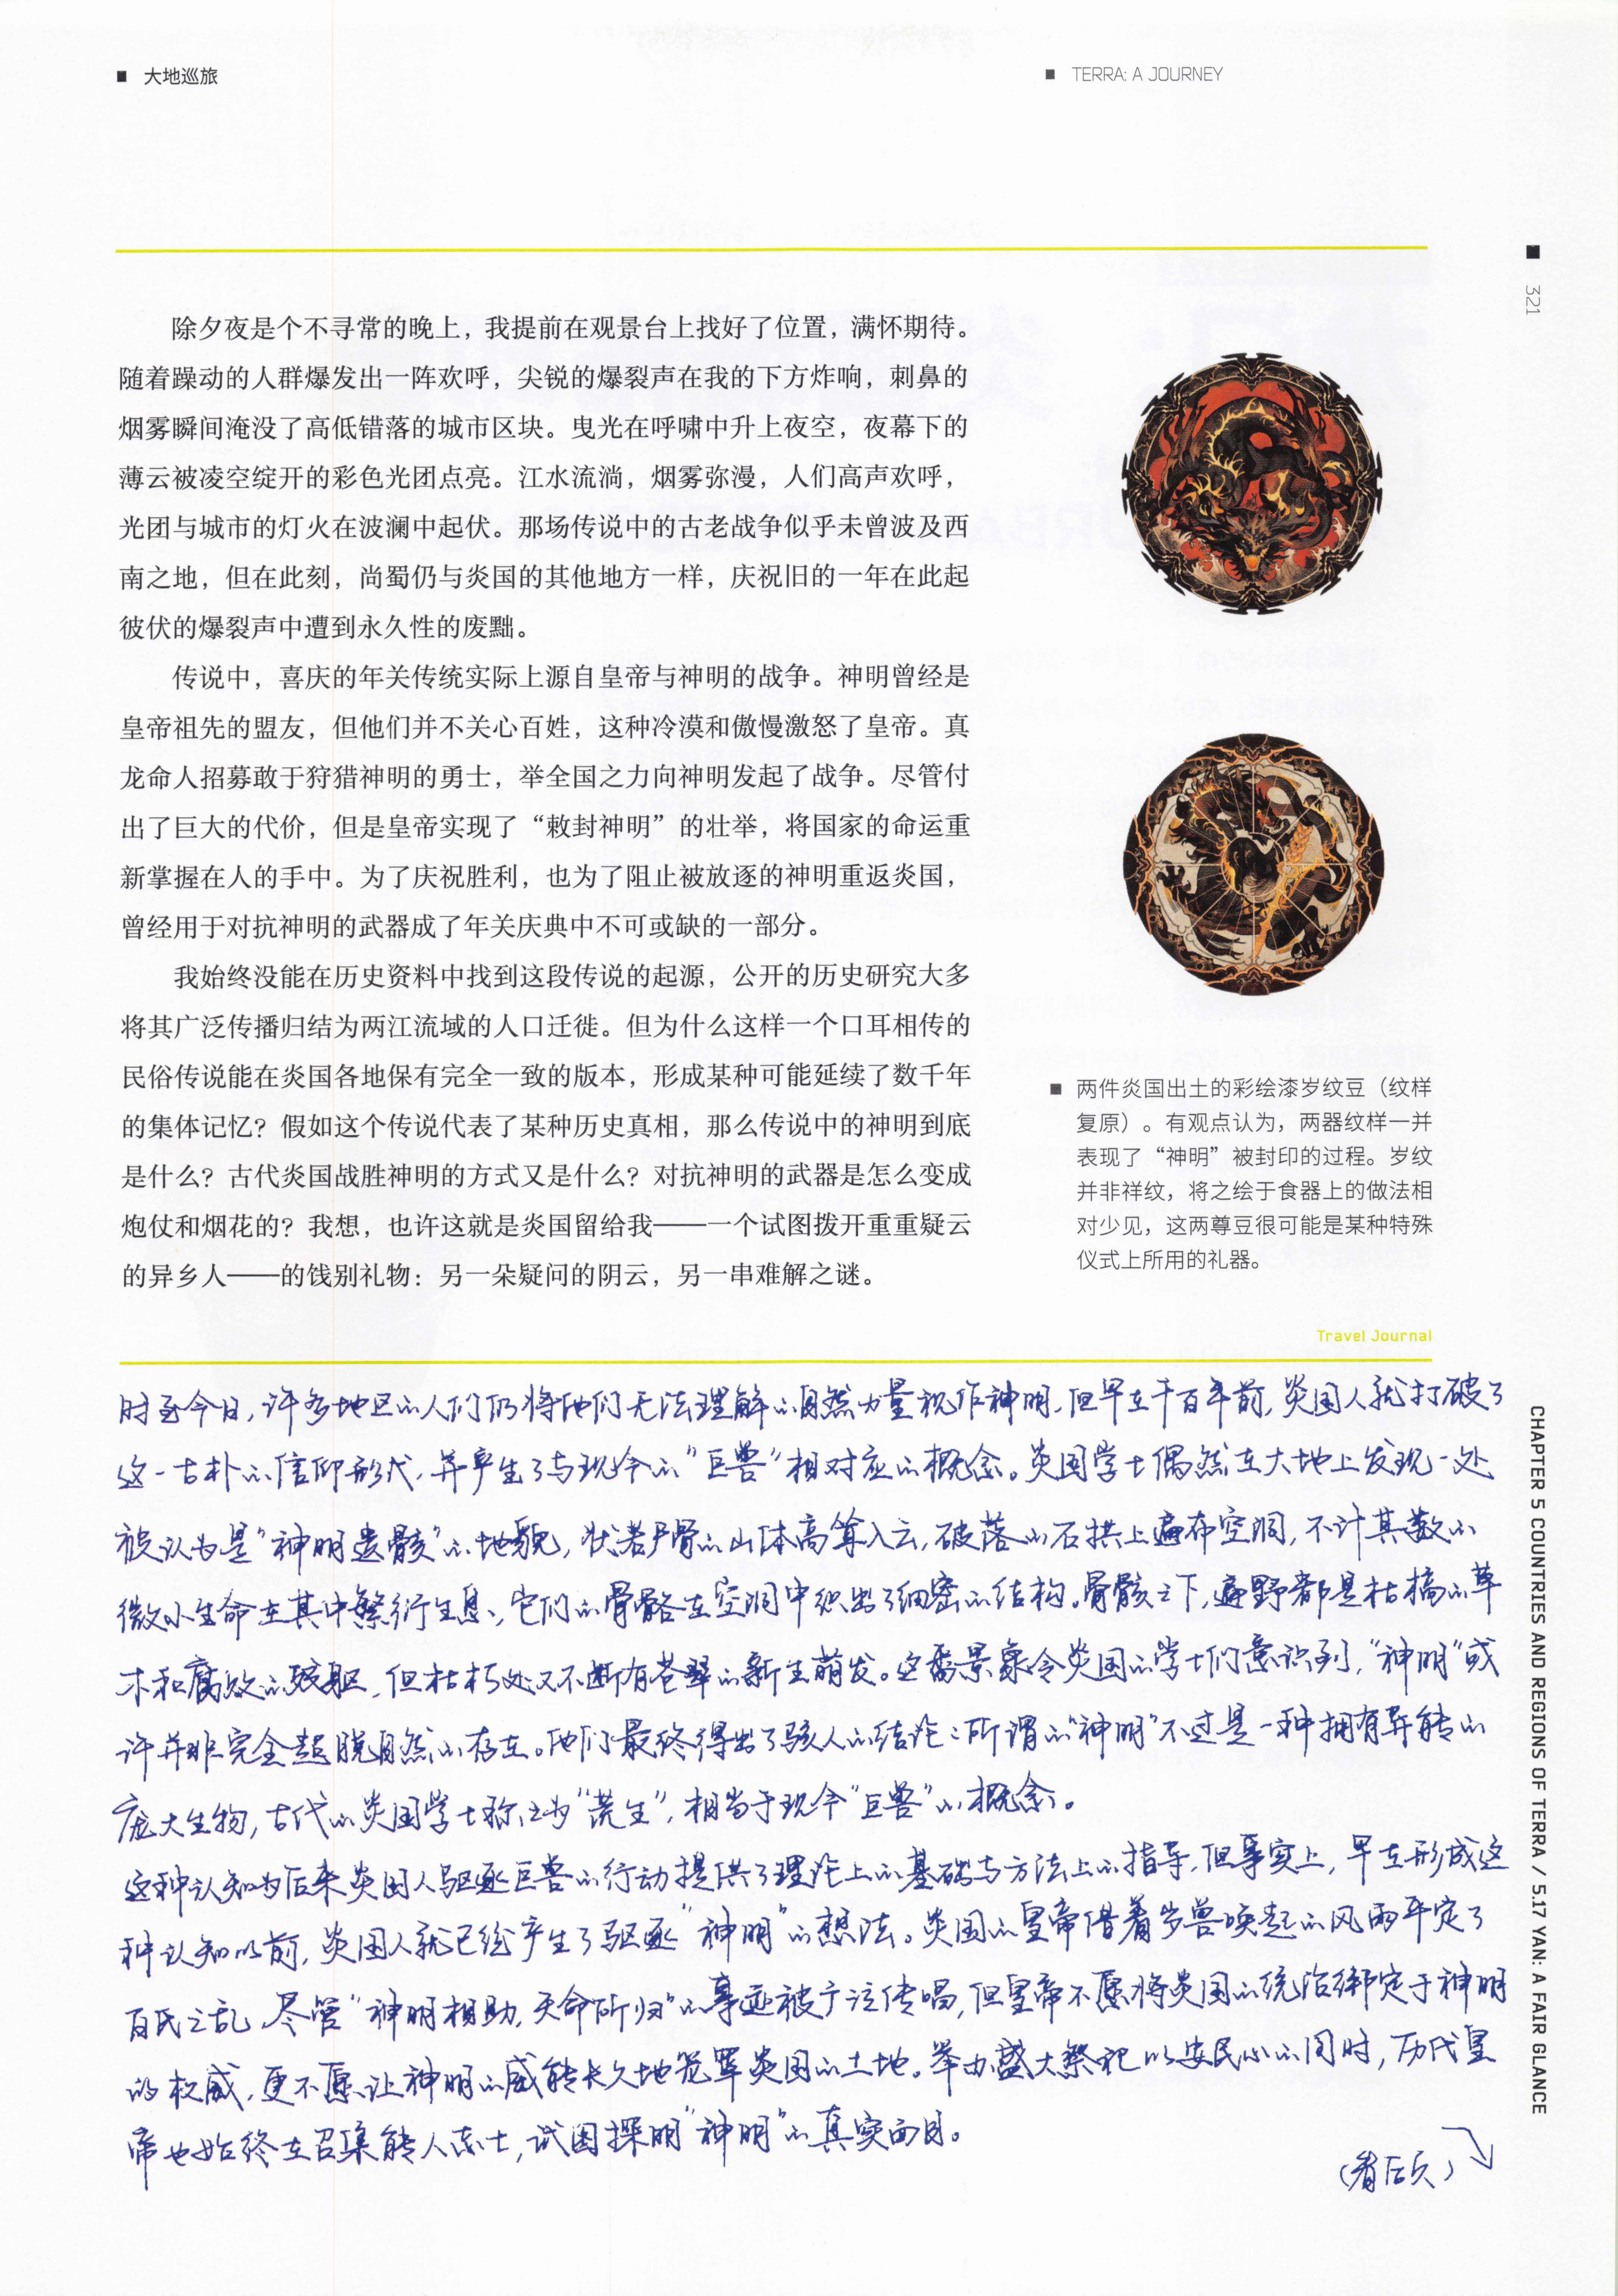 大地巡旅
TERRA: A JOURNEY
321
除夕夜是个不寻常的晚上，我提前在观景台上找好了位置，满怀期待。
随着躁动的人群爆发出一阵欢呼，尖锐的爆裂声在我的下方炸响，刺鼻的
烟雾瞬间淹没了高低错落的城市区块。曳光在呼啸中升上夜空，夜幕下的
薄云被凌空绽开的彩色光团点亮。江水流淌，烟雾弥漫，人们高声欢呼，
光团与城市的灯火在波澜中起伏。那场传说中的古老战争似乎未曾波及西
南之地，但在此刻，尚蜀仍与炎国的其他地方一样，庆祝旧的一年在此起
彼伏的爆裂声中遭到永久性的废黜。
传说中，喜庆的年关传统实际上源自皇帝与神明的战争。神明曾经是
皇帝祖先的盟友，但他们并不关心百姓，这种冷漠和傲慢激怒了皇帝。真
龙命人招募敢于狩猎神明的勇士，举全国之力向神明发起了战争。尽管付
出了巨大的代价，但是皇帝实现了“敕封神明”的壮举，将国家的命运重
新掌握在人的手中。为了庆祝胜利，也为了阻止被放逐的神明重返炎国，
曾经用于对抗神明的武器成了年关庆典中不可或缺的一部分。
我始终没能在历史资料中找到这段传说的起源，公开的历史研究大多
将其广泛传播归结为两江流域的人口迁徙。但为什么这样一个口耳相传的
民俗传说能在炎国各地保有完全一致的版本，形成某种可能延续了数千年
的集体记忆？假如这个传说代表了某种历史真相，那么传说中的神明到底
是什么？古代炎国战胜神明的方式又是什么？对抗神明的武器是怎么变成
炮仗和烟花的？我想，也许这就是炎国留给我——一个试图拨开重重疑云
的异乡人——的饯别礼物：另一朵疑问的阴云，另一串难解之谜。
两件炎国出土的彩绘漆岁纹豆（纹样
复原）。有观点认为，两器纹样一并
表现了“神明”被封印的过程。岁纹
并非祥纹，将之绘于食器上的做法相
对少见，这两尊豆很可能是某种特殊
仪式上所用的礼器。
Travel Journal
时至今日，许多地区的人们仍将他们无法理解的自然力量视作神明，但早在千百年前，炎国人就打破了
这一古朴的信仰形式，并产生了与现今的“巨兽”相对应的概念。炎国学士偶然在大地上发现一处
被认为是“神明遗骸”的地貌，状若尸骨的山体高耸入云，破落的石拱上遍布空洞，不计其数的
微小生命在其中繁衍生息，它们的骨骼在空洞中织出了细密的结构。骨骸之下，遍野都是枯槁的草
木和腐败的残躯，但枯朽处又不断有苍翠的新生萌发。这番景象令炎国的学士们意识到，“神明”或
许并非完全超脱自然的存在。他们最终得出了骇人的结论：所谓的“神明”不过是一种拥有异能的
庞大生物，古代的炎国学士称之为“荒生”，相当于现今“巨兽”的概念。
这种认知为后来炎国人驱逐巨兽的行动提供了理论上的基础与方法上的指导，但事实上，早在形成这
种认知以前，炎国人就已经产生了驱逐“神明”的想法。炎国的皇帝借着岁兽唤起的风雨平定了
百氏之乱，尽管“神明相助，天命所归”的事迹被广泛传唱，但皇帝不愿将炎国的统治绑定于神明
的权威，更不愿让神明的威能长久地笼罩炎国的土地。举办盛大祭祀以安民心的同时，历代皇
帝也始终在召集能人志士，试图探明“神明”的真实面目。
（看后页）
CHAPTER 5 COUNTRIES AND REGIONS OF TERRA / 5.17 YAN: A FAIR GLANCE